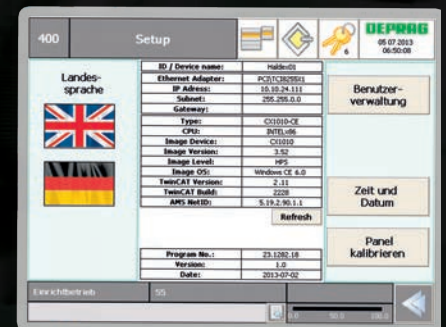 400 Setup DEPRAG
05 07 2013
06:50:08
6
Landes-
sprache
ID / Device name: Haldex01
Ethernet Adapter: PCI\TCI8255x1
IP Adress: 10.10.24.111
Subnet: 255.255.0.0
Gateway:
Type: CX1010-CE
CPU: INTEL,x86
Image Device: CX1010
Image Version: 3.52
Image Level: HPS
Image OS: Windows CE 6.0
TwinCAT Version: 2 .11
TwinCAT Build: 2228
AMS NetID: 5.19.2.90.1.1
Refresh
Program No.: 23.1282.18
Version: 1.0
Date: 2013-07-02
Benutzer-
verwaltung
Zeit und
Datum
Panel
kalibrieren
Einrichtbetrieb 55
0.0 50.0 100.0